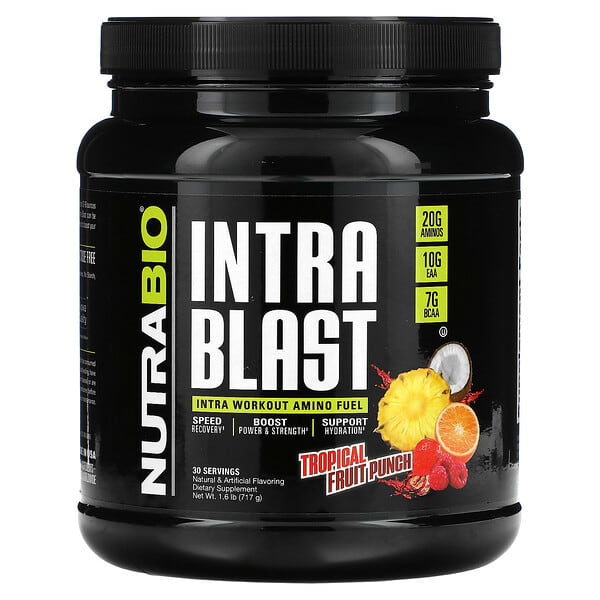 NUTRABIO®
INTRA
BLAST
INTRA WORKOUT AMINO FUEL
SPEED
RECOVERY‡
BOOST
POWER & STRENGTH‡
SUPPORT
HYDRATION‡
20G
AMINOS
10G
EAA
7G
BCAA
TROPICAL
FRUIT PUNCH
30 SERVINGS
Natural & Artificial Flavoring
Dietary Supplement
Net Wt. 1.6 lb (717 g)